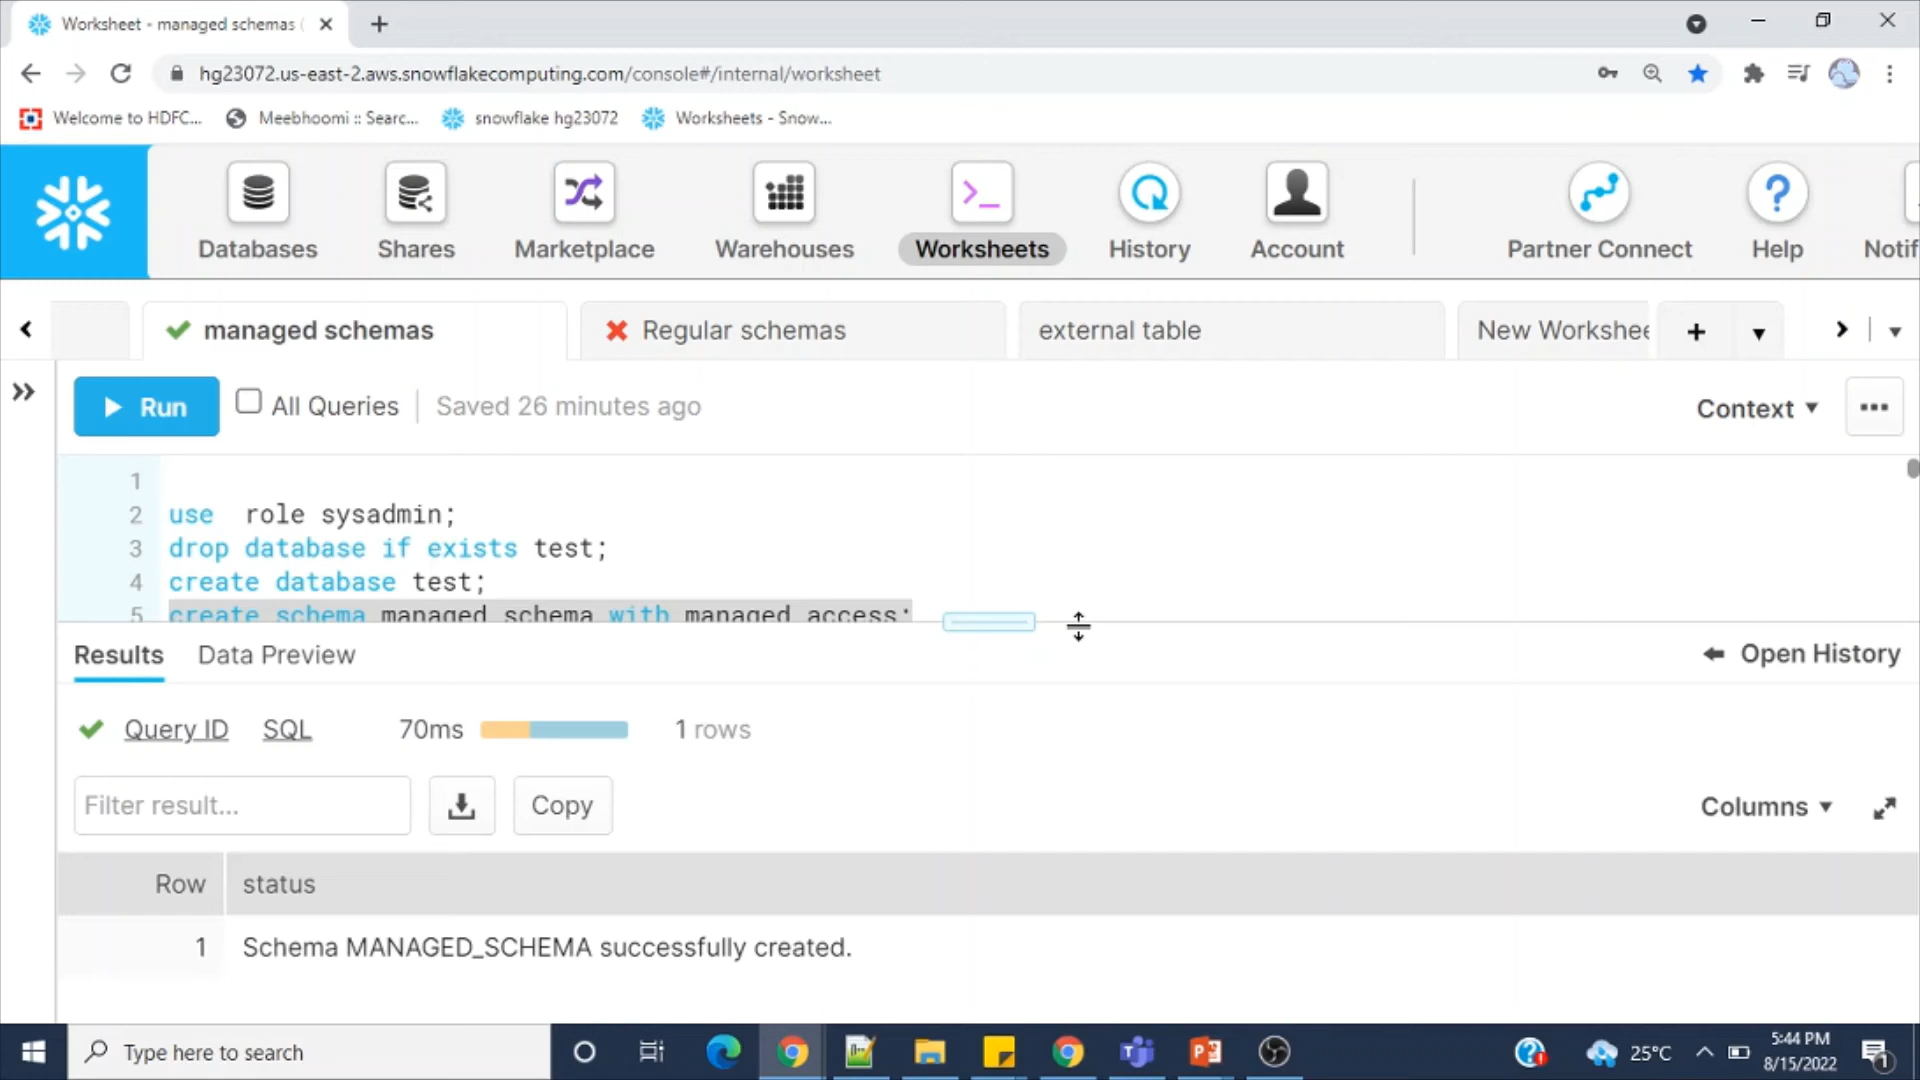 Worksheet - managed schemas (
hg23072.us-east-2.aws.snowflakecomputing.com/console#/internal/worksheet
Welcome to HDFC... Meebhoomi :: Searc... snowflake hg23072 Worksheets - Snow...
Databases Shares Marketplace Warehouses Worksheets History Account Partner Connect Help Notif
managed schemas Regular schemas external table New Workshee
Run All Queries Saved 26 minutes ago Context
1
2 use role sysadmin;
3 drop database if exists test;
4 create database test;
5 create schema managed_schema with managed access;
Results Data Preview Open History
Query ID SQL 70ms 1 rows
Filter result... Copy Columns
Row status
1 Schema MANAGED_SCHEMA successfully created.
Type here to search 25°C 5:44 PM
8/15/2022 1